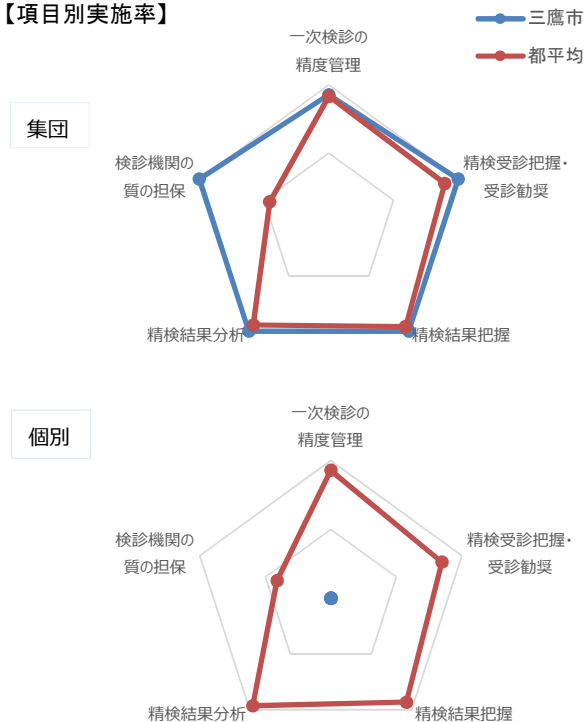 【項目別実施率】
三鷹市
都平均
集団
一次検診の
精度管理
精検受診把握・
受診勧奨
精検結果把握
精検結果分析
検診機関の
質の担保
個別
一次検診の
精度管理
精検受診把握・
受診勧奨
精検結果把握
精検結果分析
検診機関の
質の担保